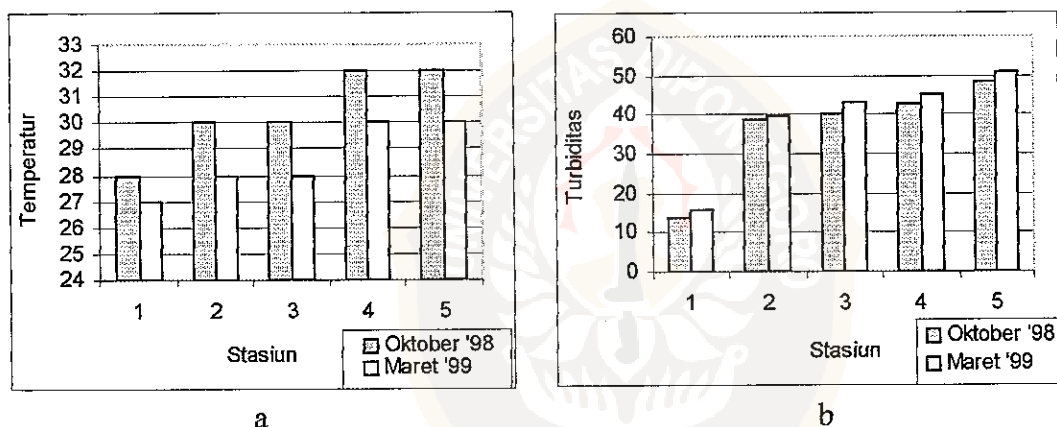 Temperatur
33
32
31
30
29
28
27
26
25
24
1 2 3 4 5
Stasiun
Oktober '98
Maret '99
a
Turbiditas
60
50
40
30
20
10
0
1 2 3 4 5
Stasiun
Oktober '98
Maret '99
b
UNIVERSITAS DIPONEGORO